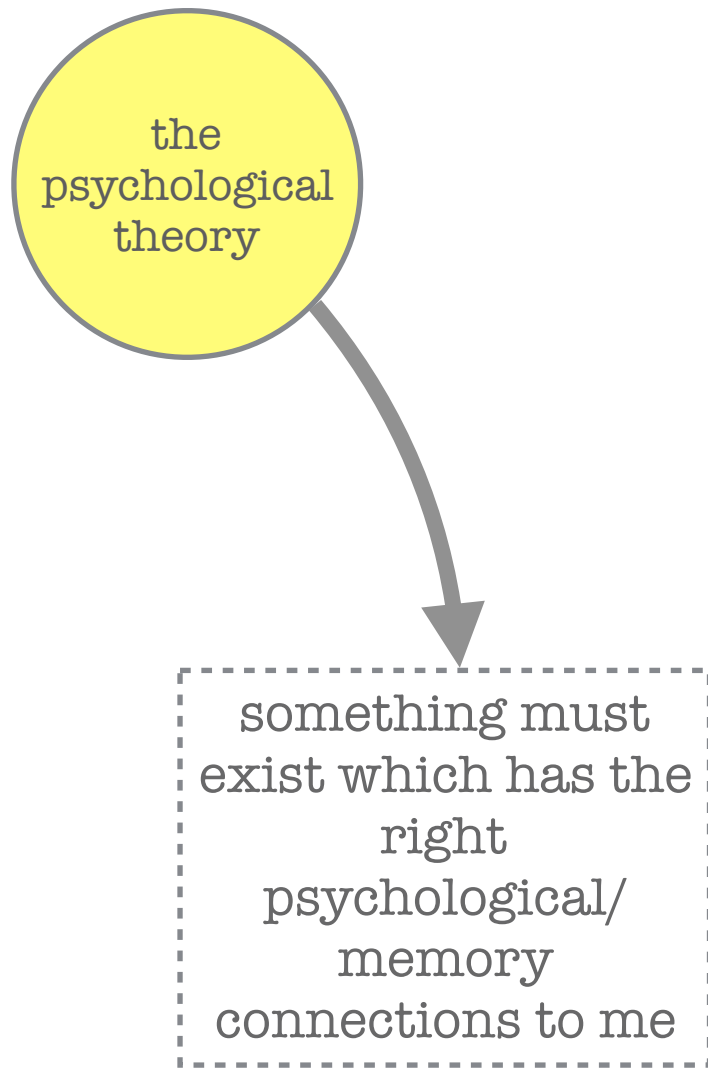 the
psychological
theory
something must
exist which has the
right
psychological/
memory
connections to me